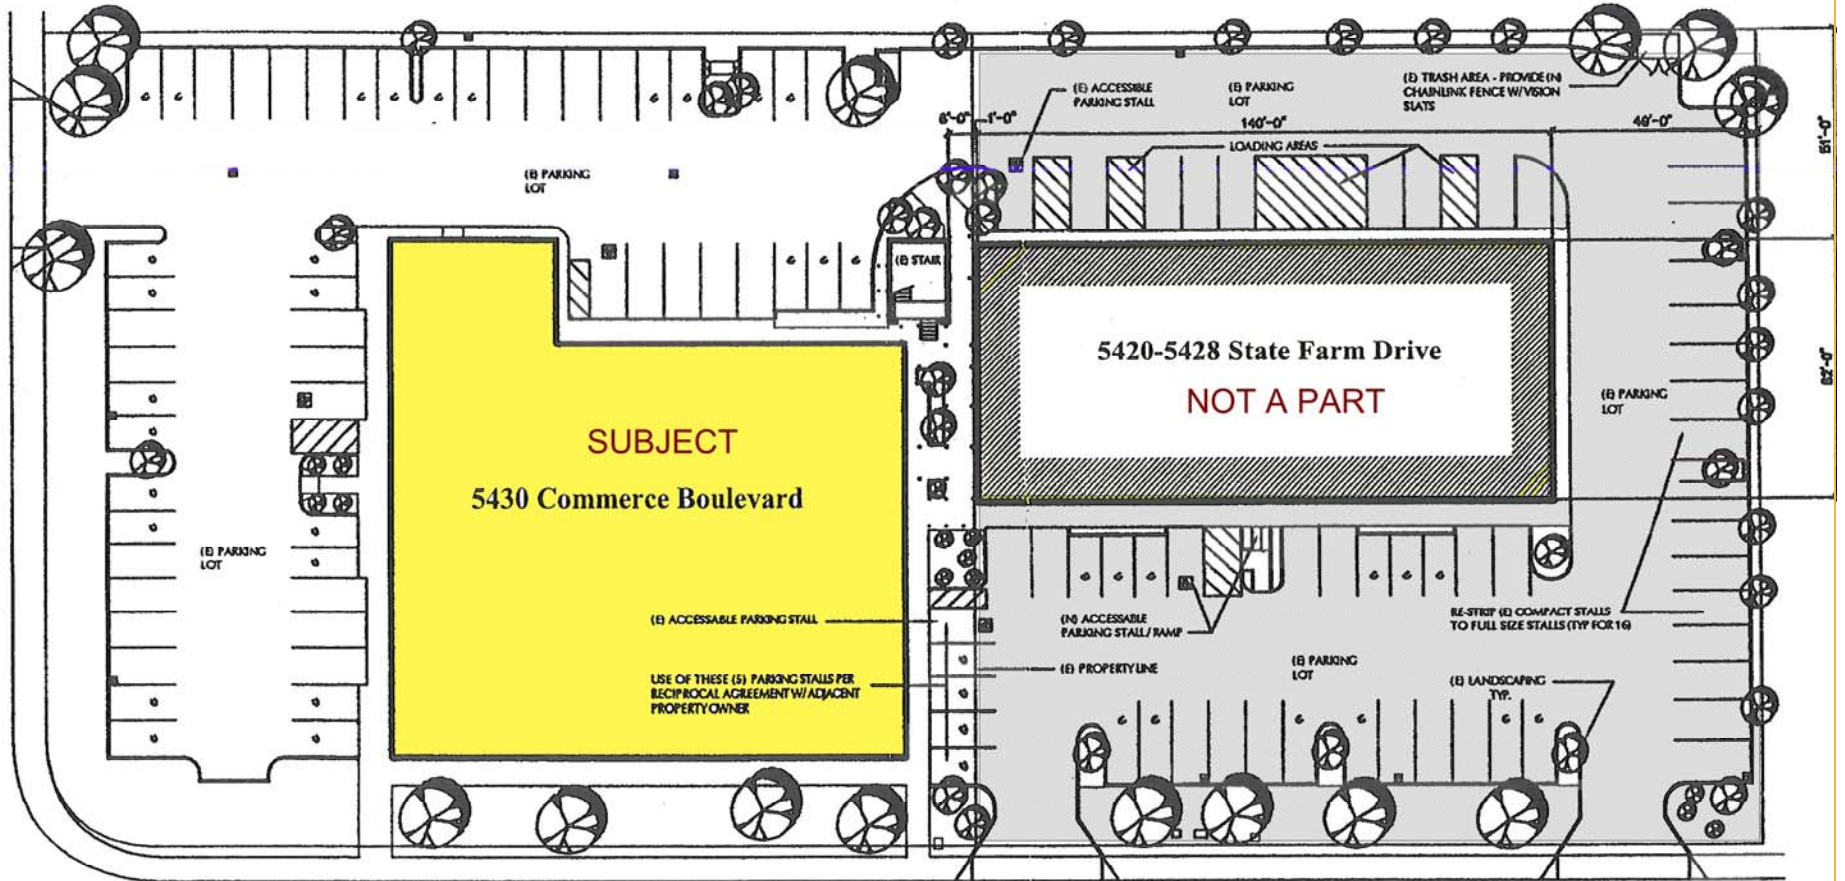 (E) ACCESSIBLE
PARKING STALL
(E) PARKING
LOT
(E) TRASH AREA - PROVIDE (N)
CHAINLINK FENCE W/ VISION
SLATS
6'-0"
1'-0"
140'-0"
46'-0"
51'-0"
LOADING AREAS
(E) PARKING
LOT
(E) STAIR
5420-5428 State Farm Drive
NOT A PART
82'-0"
(E) PARKING
LOT
SUBJECT
5430 Commerce Boulevard
(E) PARKING
LOT
(E) ACCESSABLE PARKING STALL
(N) ACCESSABLE
PARKING STALL / RAMP
RE-STRIP (E) COMPACT STALLS
TO FULL SIZE STALLS (TYP FOR 16)
(E) PROPERTY LINE
(E) PARKING
LOT
USE OF THESE (5) PARKING STALLS PER
RECIPROCAL AGREEMENT W/ ADJACENT
PROPERTY OWNER
(E) LANDSCAPING
TYP.